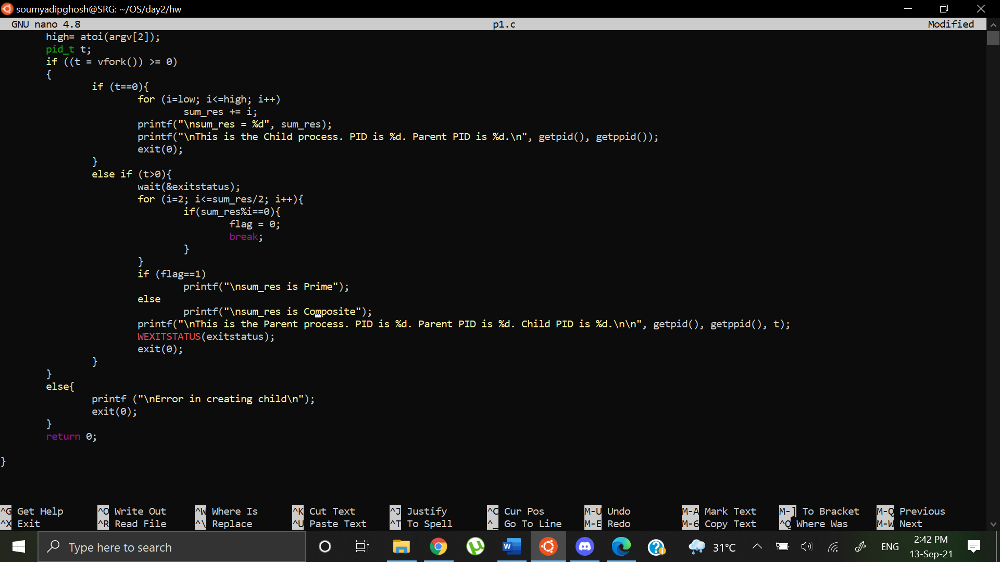 soumyadipghosh@SRG: ~/OS/day2/hw
GNU nano 4.8 p1.c Modified
high= atoi(argv[2]);
pid_t t;
if ((t = vfork()) >= 0)
{
if (t==0){
for (i=low; i<=high; i++)
sum_res += i;
printf("\nsum_res = %d", sum_res);
printf("\nThis is the Child process. PID is %d. Parent PID is %d.\n", getpid(), getppid());
exit(0);
}
else if (t>0){
wait(&exitstatus);
for (i=2; i<=sum_res/2; i++){
if(sum_res%i==0){
flag = 0;
break;
}
}
if (flag==1)
printf("\nsum_res is Prime");
else
printf("\nsum_res is Composite");
printf("\nThis is the Parent process. PID is %d. Parent PID is %d. Child PID is %d.\n\n", getpid(), getppid(), t);
WEXITSTATUS(exitstatus);
exit(0);
}
}
else{
printf ("\nError in creating child\n");
exit(0);
}
return 0;
}
^G Get Help ^O Write Out ^W Where Is ^K Cut Text ^J Justify ^C Cur Pos M-U Undo M-A Mark Text M-] To Bracket M-Q Previous
^X Exit ^R Read File ^\ Replace ^U Paste Text ^T To Spell ^_ Go To Line M-E Redo M-6 Copy Text ^Q Where Was M-W Next
Type here to search 31°C ENG 2:42 PM
13-Sep-21